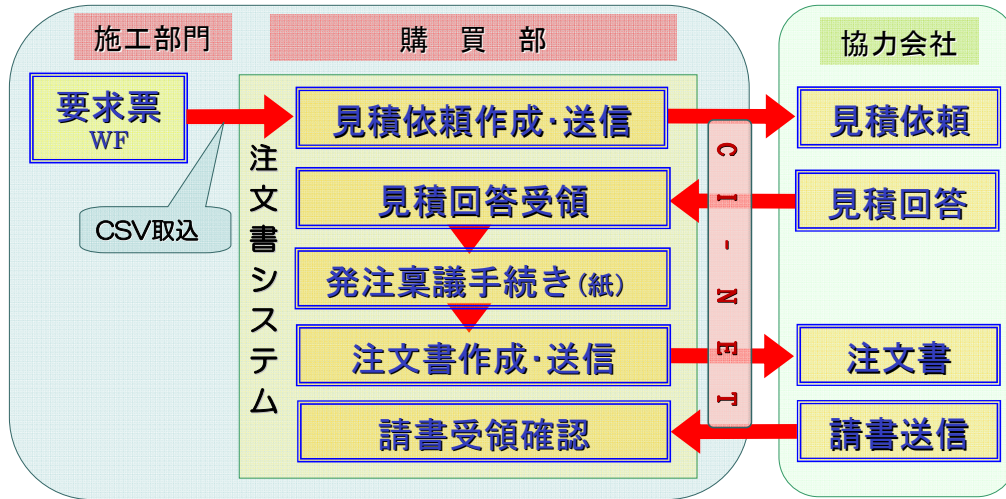 施工部門
購買部
協力会社
要求票
WF
CSV取込
注文書システム
見積依頼作成・送信
見積回答受領
発注稟議手続き(紙)
注文書作成・送信
請書受領確認
CI-NET
見積依頼
見積回答
注文書
請書送信